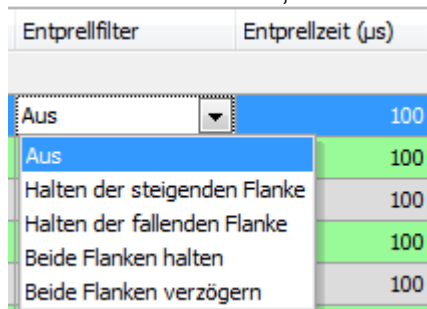 Entprellfilter Entprellzeit (µs)
Aus 100
Aus 100
Halten der steigenden Flanke 100
Halten der fallenden Flanke 100
Beide Flanken halten
Beide Flanken verzögern 100